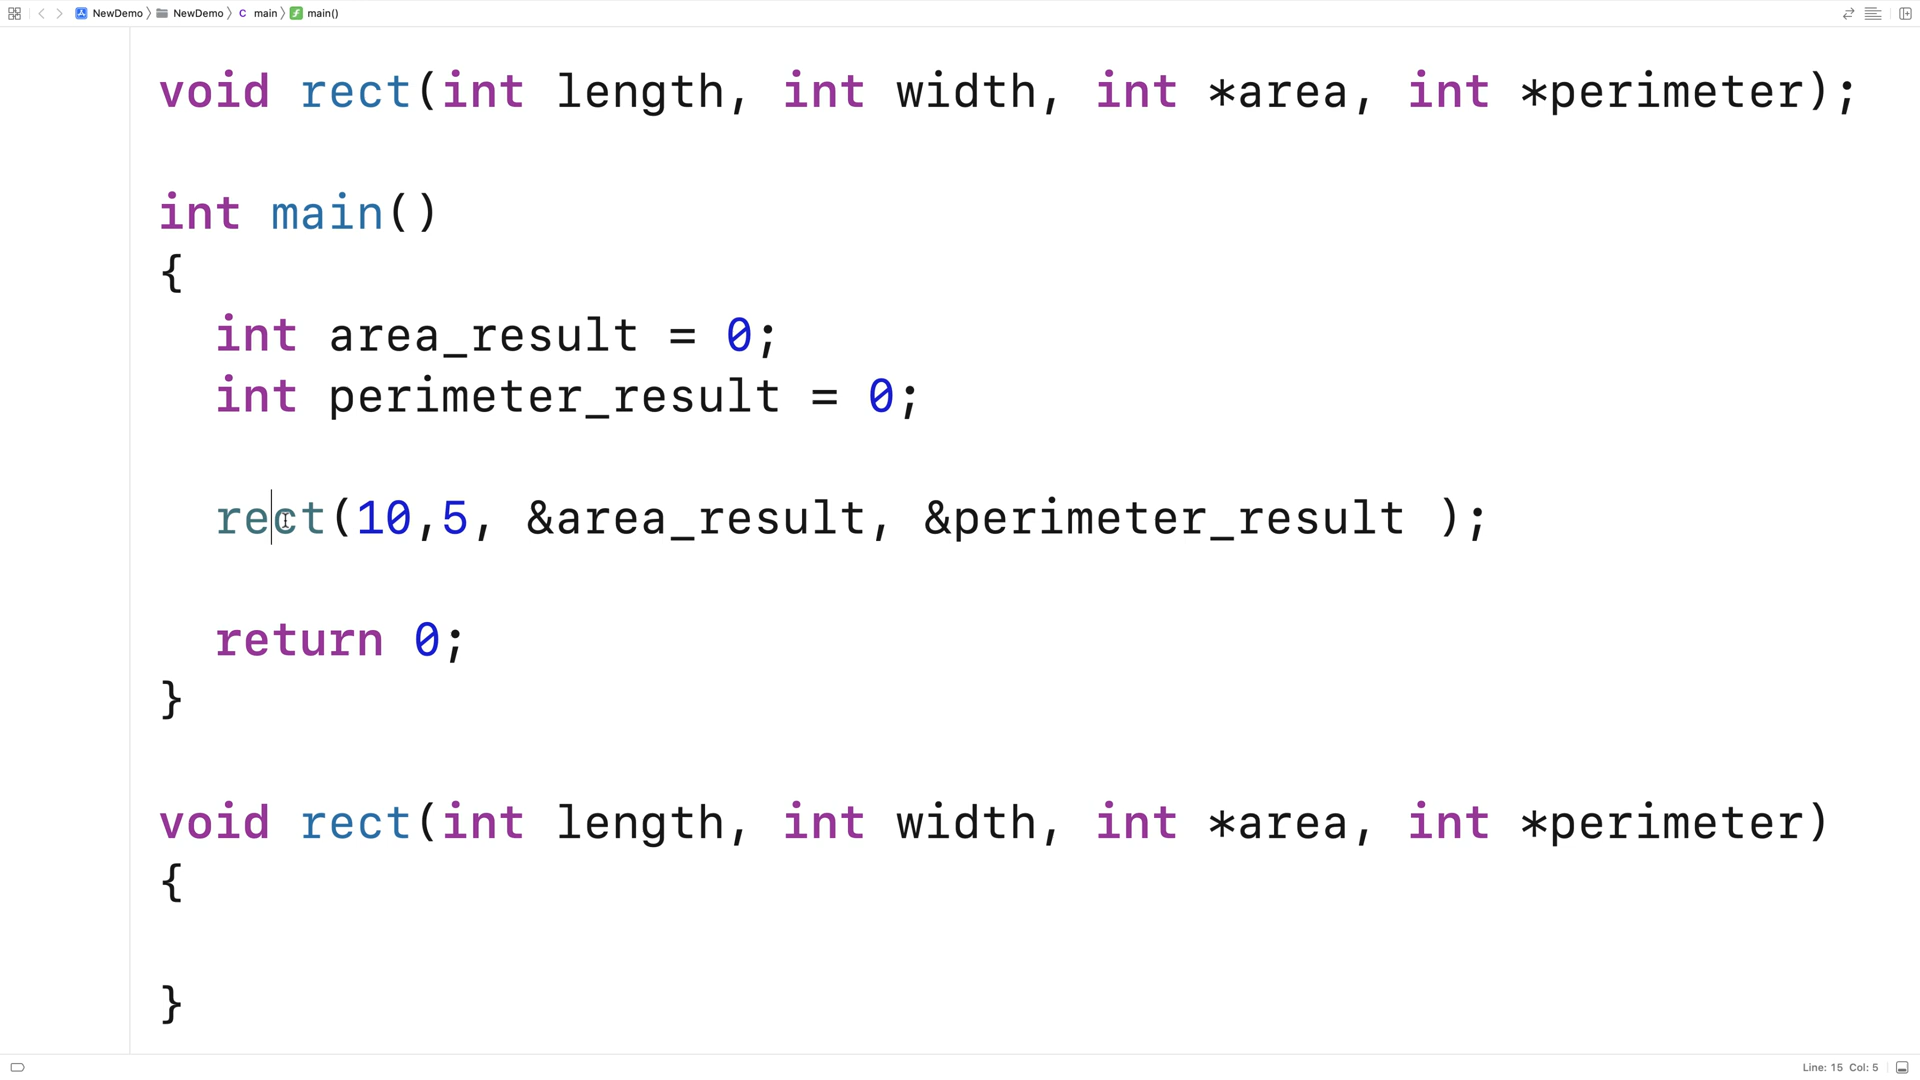 NewDemo NewDemo C main f main()
void rect(int length, int width, int *area, int *perimeter);
int main()
{
int area_result = 0;
int perimeter_result = 0;
rect(10,5, &area_result, &perimeter_result );
return 0;
}
void rect(int length, int width, int *area, int *perimeter)
{
}
Line: 15 Col: 5